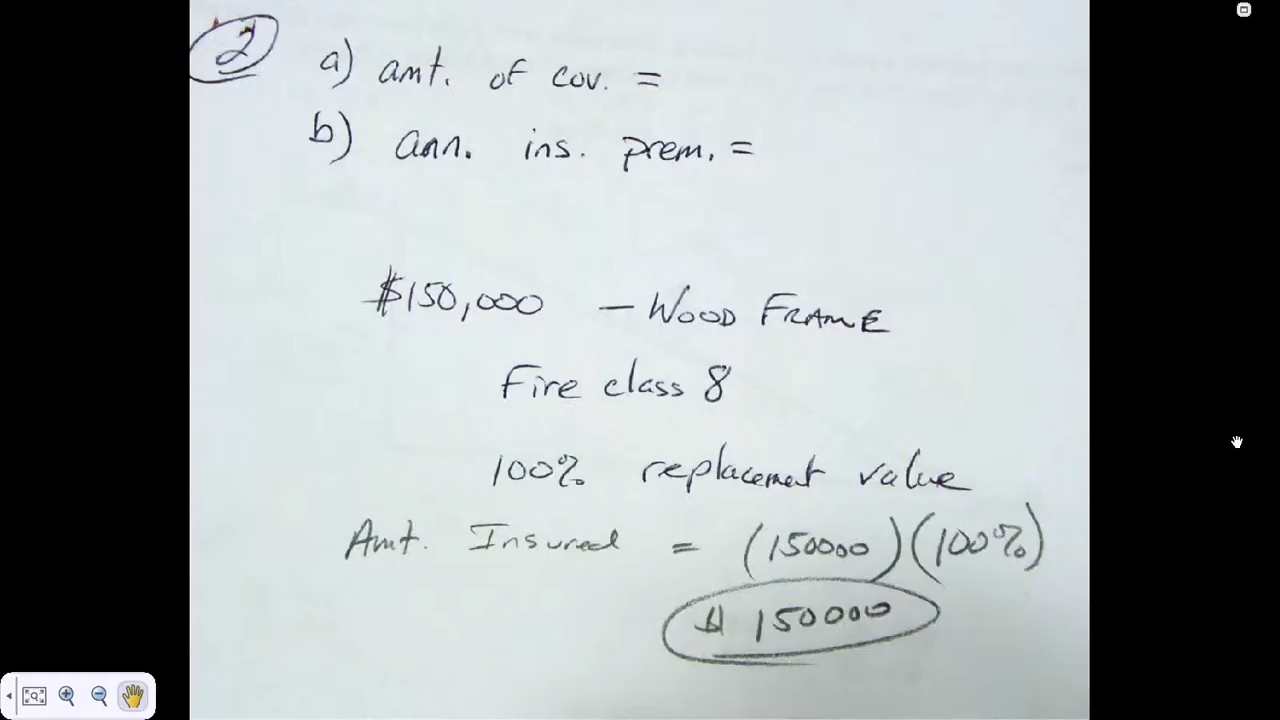 2
a) amt. of cov. =
b) ann. ins. prem. =
$150,000 - WOOD FRAME
Fire class 8
100% replacement value
Amt. Insured = (150000)(100%)
$ 150000